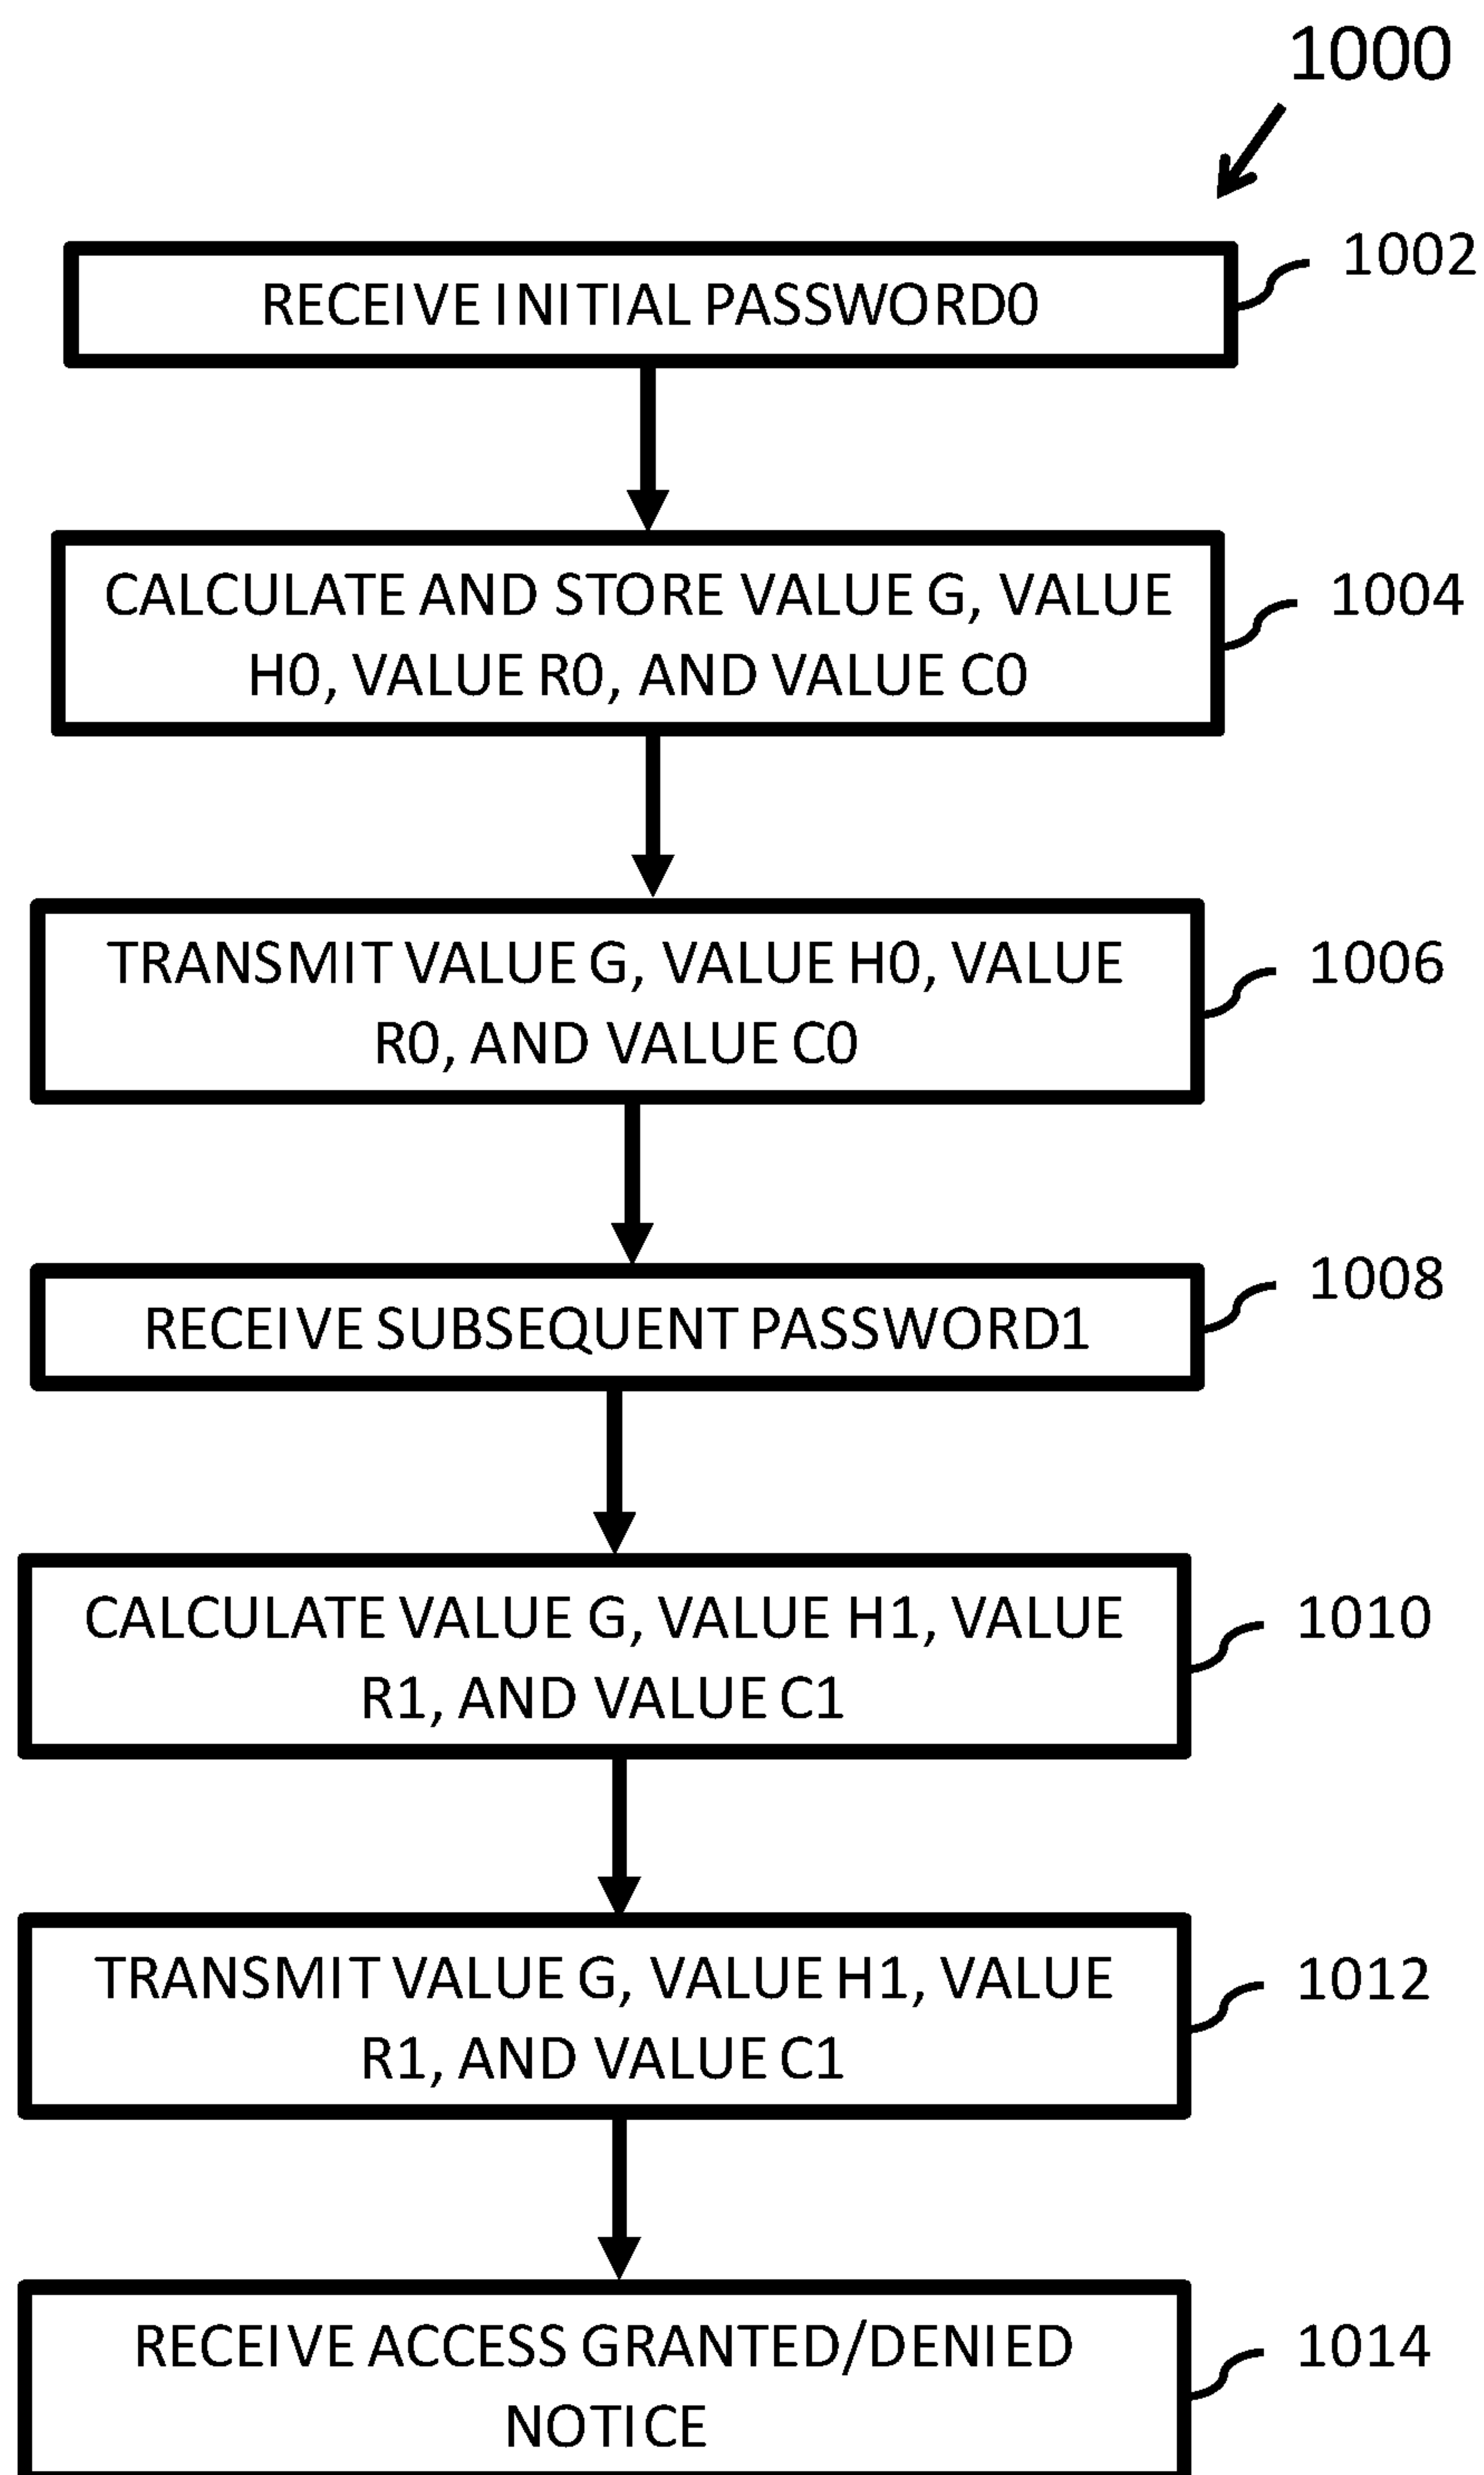 1000
RECEIVE INITIAL PASSWORD0
1002
CALCULATE AND STORE VALUE G, VALUE
H0, VALUE R0, AND VALUE C0
1004
TRANSMIT VALUE G, VALUE H0, VALUE
R0, AND VALUE C0
1006
RECEIVE SUBSEQUENT PASSWORD1
1008
CALCULATE VALUE G, VALUE H1, VALUE
R1, AND VALUE C1
1010
TRANSMIT VALUE G, VALUE H1, VALUE
R1, AND VALUE C1
1012
RECEIVE ACCESS GRANTED/DENIED
NOTICE
1014